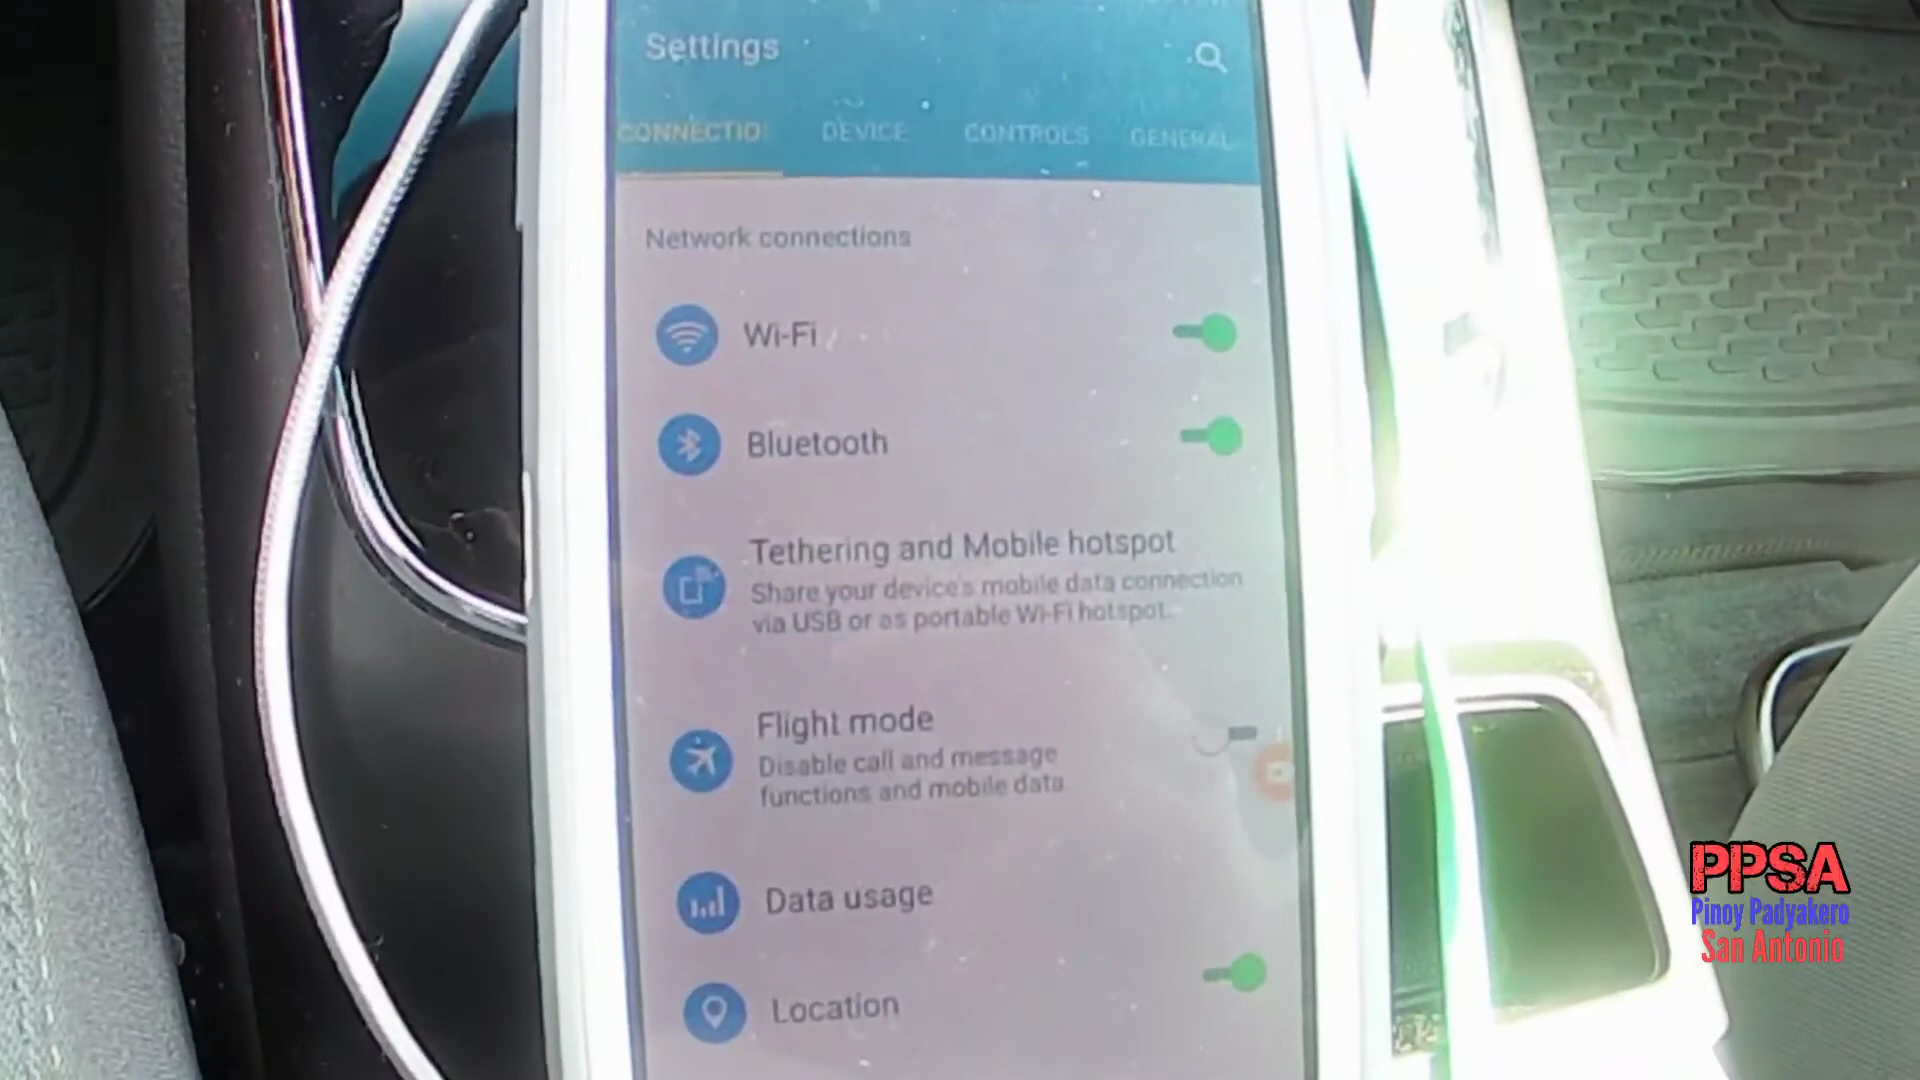 Settings
CONNECTIO
DEVICE
CONTROLS
GENERAL
Network connections
Wi-Fi
Bluetooth
Tethering and Mobile hotspot
Share your device's mobile data connection
via USB or as portable Wi-Fi hotspot.
Flight mode
Disable call and message
functions and mobile data
Data usage
Location
PPSA
Pinoy Padyakero
San Antonio